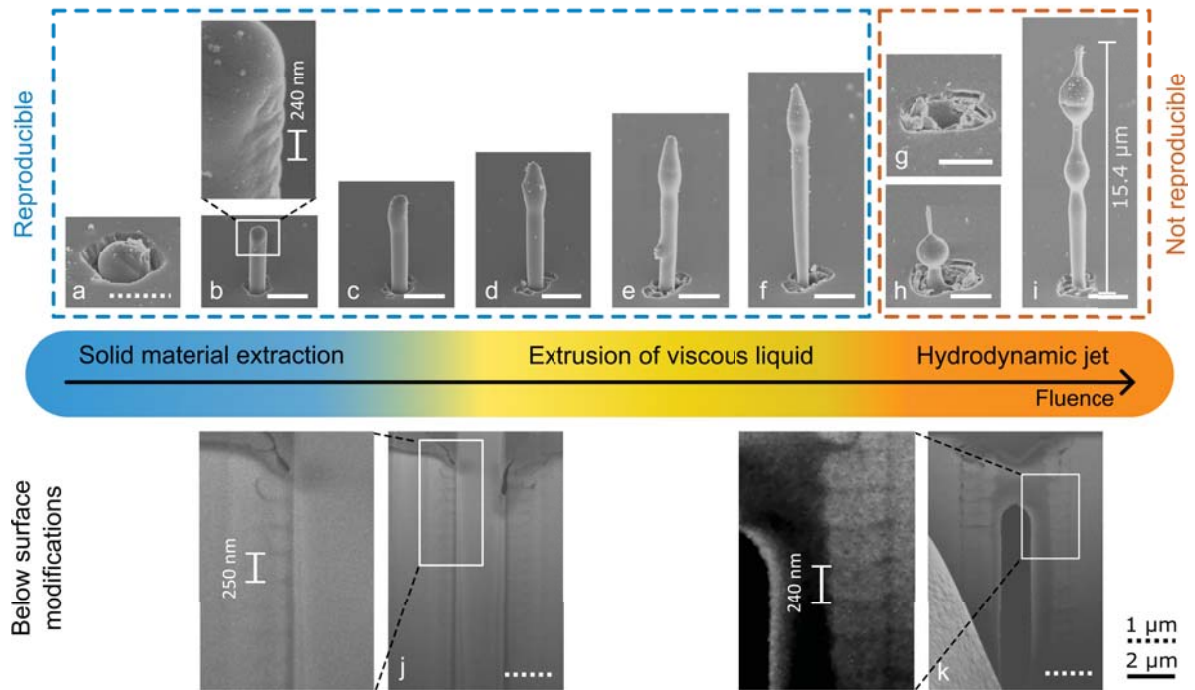 Reproducible
Not reproducible
240 nm
15.4 µm
a
b
c
d
e
f
g
h
i
Solid material extraction
Extrusion of viscous liquid
Hydrodynamic jet
Fluence
Below surface
modifications
250 nm
j
240 nm
k
1 µm
2 µm